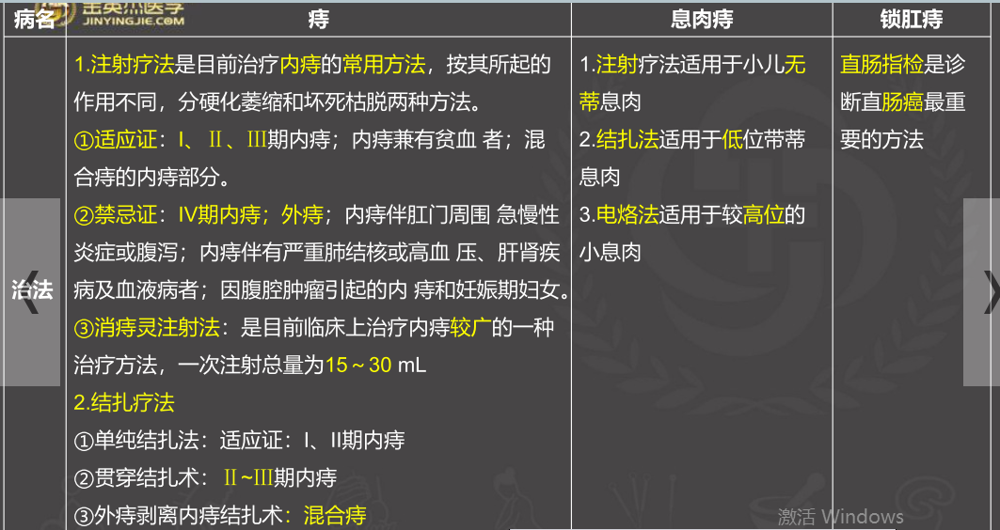 金英杰医学
JINYINGJIE.COM
病名
痔
息肉痔
锁肛痔
治法
1.注射疗法是目前治疗内痔的常用方法，按其所起的
作用不同，分硬化萎缩和坏死枯脱两种方法。
①适应证：I、Ⅱ、Ⅲ期内痔；内痔兼有贫血 者；混
合痔的内痔部分。
②禁忌证：IV期内痔；外痔；内痔伴肛门周围 急慢性
炎症或腹泻；内痔伴有严重肺结核或高血 压、肝肾疾
病及血液病者；因腹腔肿瘤引起的内 痔和妊娠期妇女。
③消痔灵注射法：是目前临床上治疗内痔较广的一种
治疗方法，一次注射总量为15～30 mL
2.结扎疗法
①单纯结扎法：适应证：I、II期内痔
②贯穿结扎术：Ⅱ~Ⅲ期内痔
③外痔剥离内痔结扎术：混合痔
1.注射疗法适用于小儿无
蒂息肉
2.结扎法适用于低位带蒂
息肉
3.电烙法适用于较高位的
小息肉
直肠指检是诊
断直肠癌最重
要的方法
激活 Windows